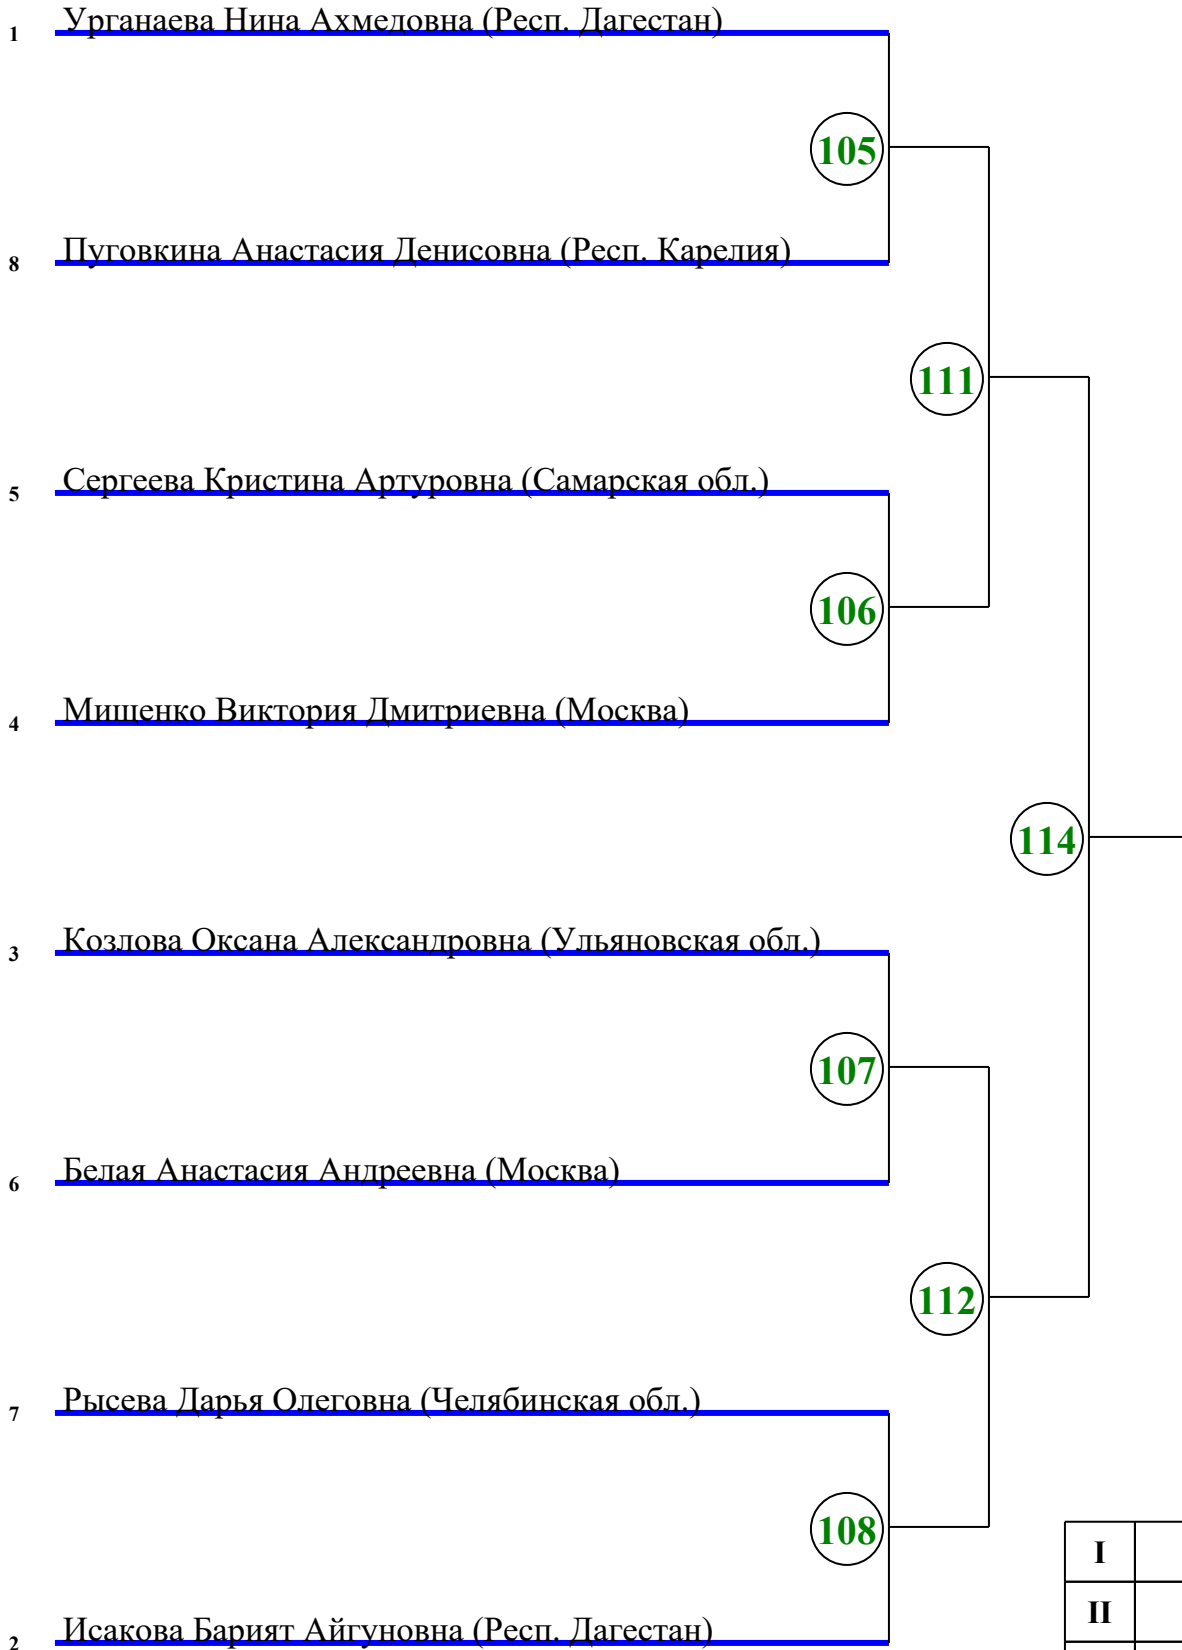 1 Урганаева Нина Ахмедовна (Респ. Дагестан)
105
8 Пуговкина Анастасия Денисовна (Респ. Карелия)
111
5 Сергеева Кристина Артуровна (Самарская обл.)
106
4 Мищенко Виктория Дмитриевна (Москва)
114
3 Козлова Оксана Александровна (Ульяновская обл.)
107
6 Белая Анастасия Андреевна (Москва)
112
7 Рысева Дарья Олеговна (Челябинская обл.)
108
I
II
2 Исакова Барият Айгуновна (Респ. Дагестан)